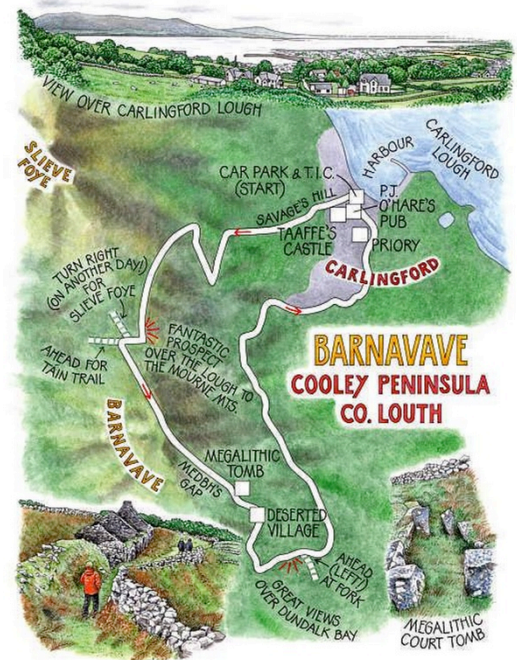 VIEW OVER CARLINGFORD LOUGH
SLIEVE
FOYE
CAR PARK & T.I.C.
(START)
HARBOUR
CARLINGFORD
LOUGH
SAVAGE'S HILL
P.J.
O'HARE'S
PUB
TAAFFE'S
CASTLE
PRIORY
CARLINGFORD
TURN RIGHT
(ON ANOTHER DAY!)
FOR
SLIEVE FOYE
AHEAD FOR
TAIN TRAIL
FANTASTIC
PROSPECT
OVER THE LOUGH TO
THE MOURNE MTS.
BARNAVAVE
COOLEY PENINSULA
CO. LOUTH
BARNAVAVE
MEDBH'S
GAP
MEGALITHIC
TOMB
DESERTED
VILLAGE
AHEAD
(LEFT)
AT FORK
GREAT VIEWS
OVER DUNDALK BAY
MEGALITHIC
COURT TOMB